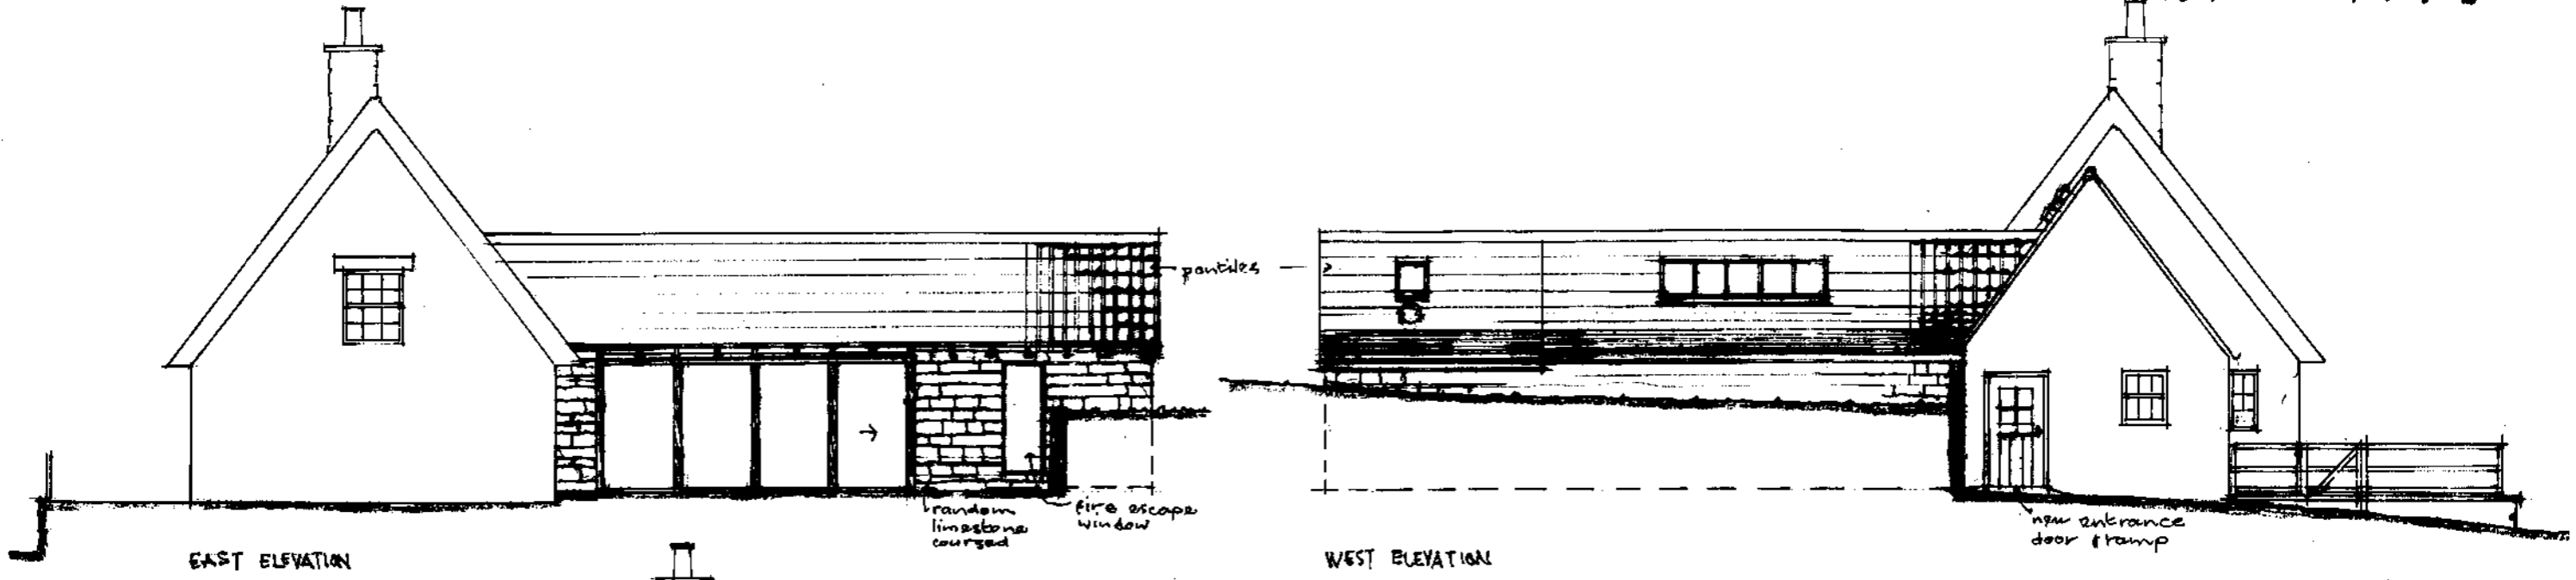 pantiles
random
limestone
coursed
fire escape
window
EAST ELEVATION
new entrance
door & ramp
WEST ELEVATION